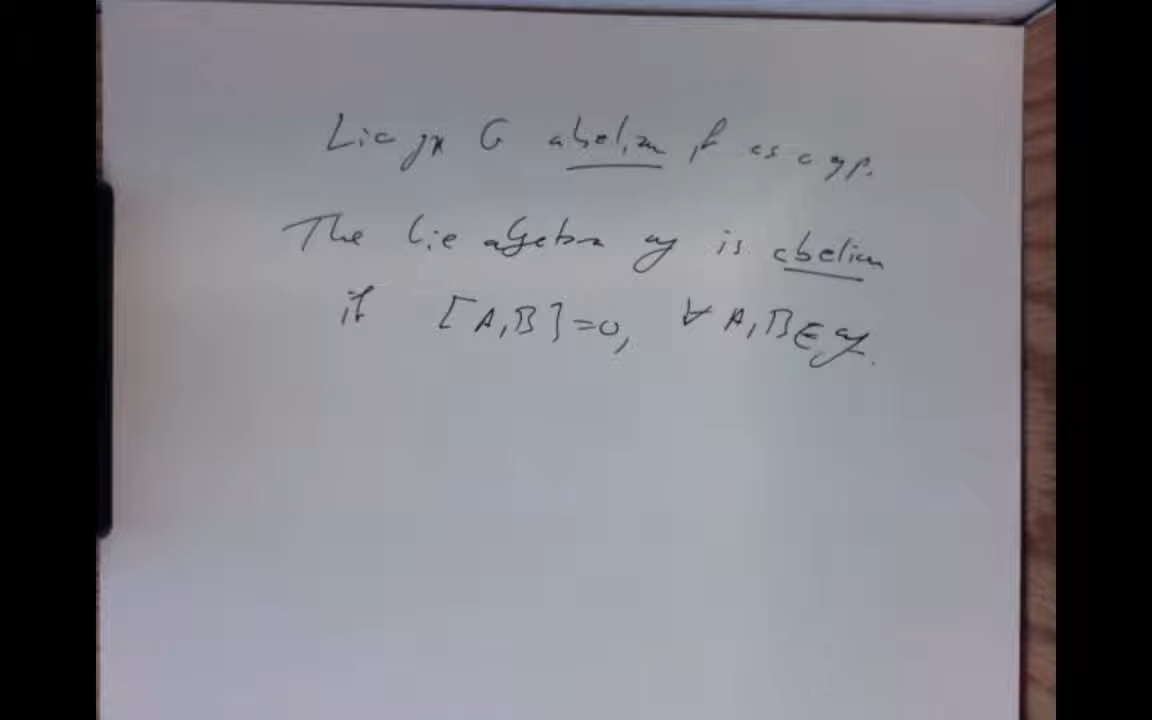 Lie gp G abelian if as a gp.
The Lie algebra 𝔤 is abelian
if [A,B]=0, ∀ A,B∈𝔤.